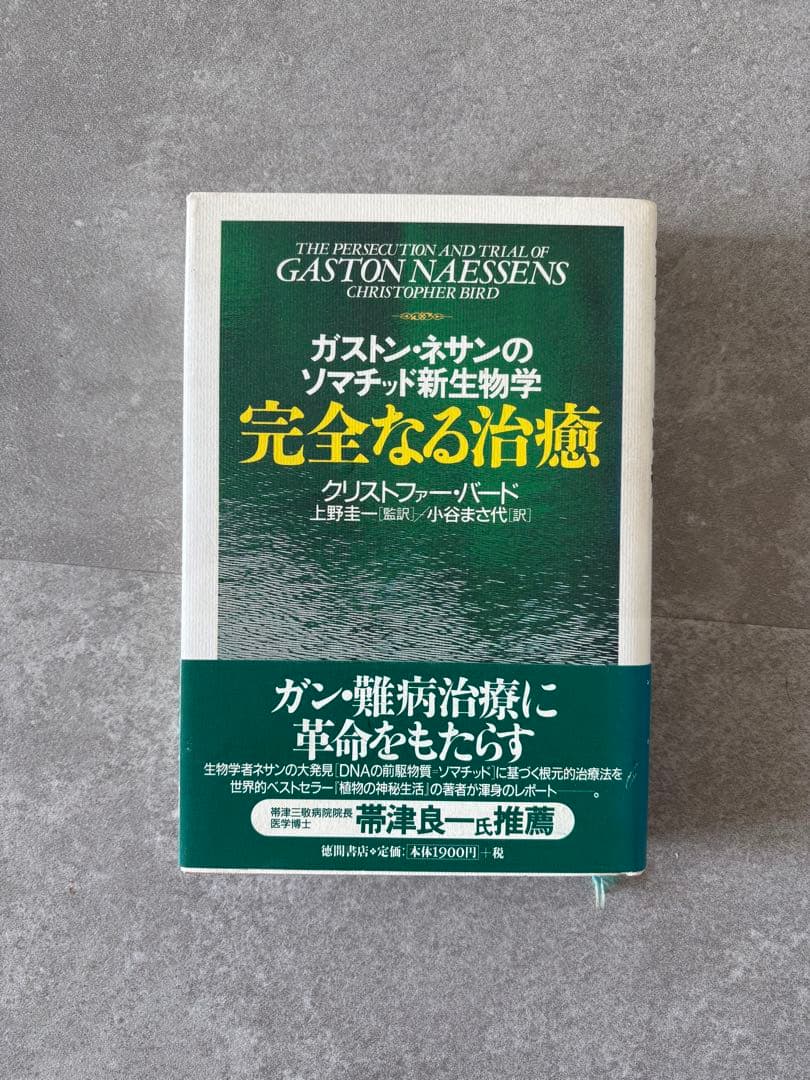 THE PERSECUTION AND TRIAL OF
GASTON NAESSENS
CHRISTOPHER BIRD
ガストン・ネサンの
ソマチッド新生物学
完全なる治癒
クリストファー・バード
上野圭一[監訳]/小谷まさ代[訳]
ガン・難病治療に
革命をもたらす
生物学者ネサンの大発見[DNAの前駆物質=ソマチッド]に基づく根元的治療法を
世界的ベストセラー『植物の神秘生活』の著者が渾身のレポート——。
帯津三敬病院院長
医学博士
帯津良一氏推薦
徳間書店❖定価:本体1900円+税